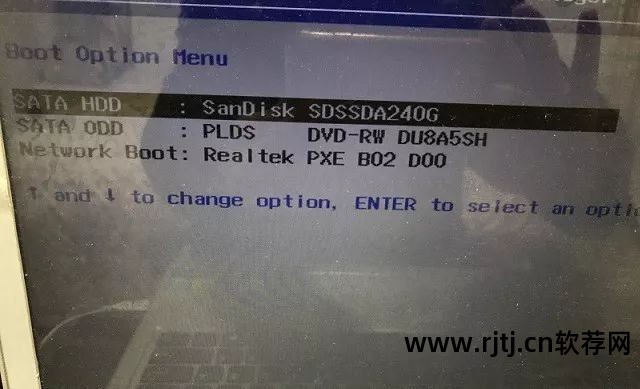 Boot Option Menu
SATA HDD : SanDisk SDSSDA240G
SATA ODD : PLDS DVD-RW DU8A5SH
Network Boot: Realtek PXE B02 D00
↑ and ↓ to change option, ENTER to select an optio
www.rjtj.cn软荐网